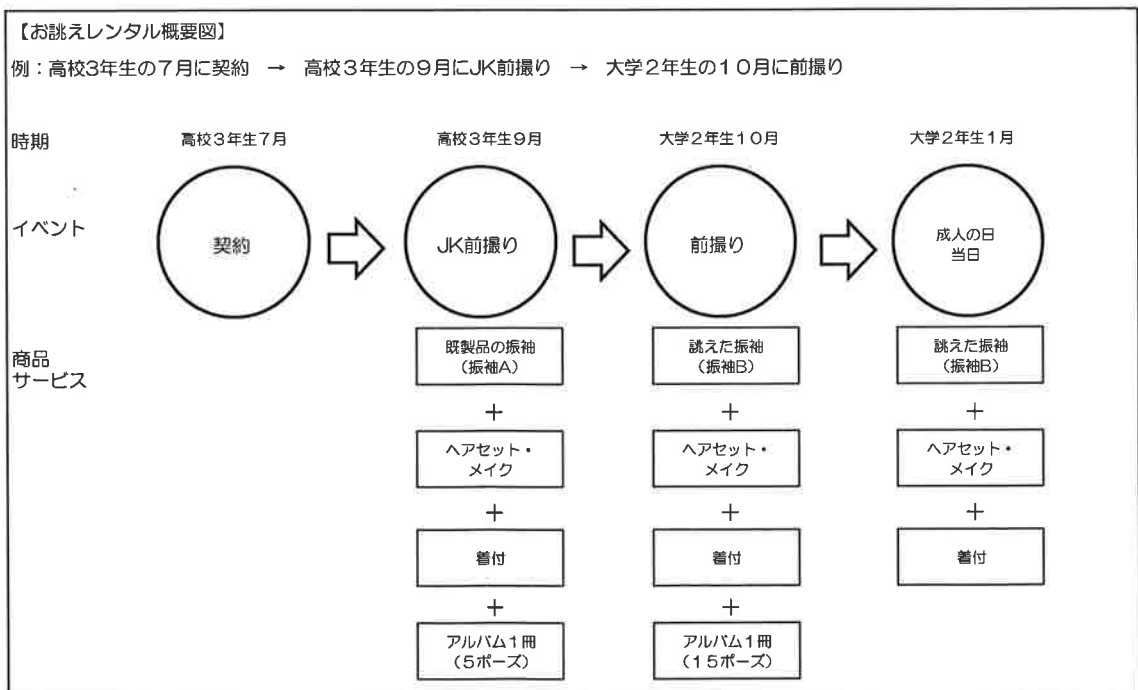 【お誂えレンタル概要図】
例：高校3年生の７月に契約　→　高校３年生の９月にJK前撮り　→　大学２年生の１０月に前撮り
時期
高校３年生７月
高校３年生９月
大学２年生１０月
大学２年生１月
イベント
契約
JK前撮り
前撮り
成人の日
当日
商品
サービス
既製品の振袖
（振袖A）
誂えた振袖
（振袖B）
誂えた振袖
（振袖B）
＋
＋
＋
ヘアセット・
メイク
ヘアセット・
メイク
ヘアセット・
メイク
＋
＋
＋
着付
着付
着付
＋
＋
アルバム１冊
（５ポーズ）
アルバム１冊
（１５ポーズ）